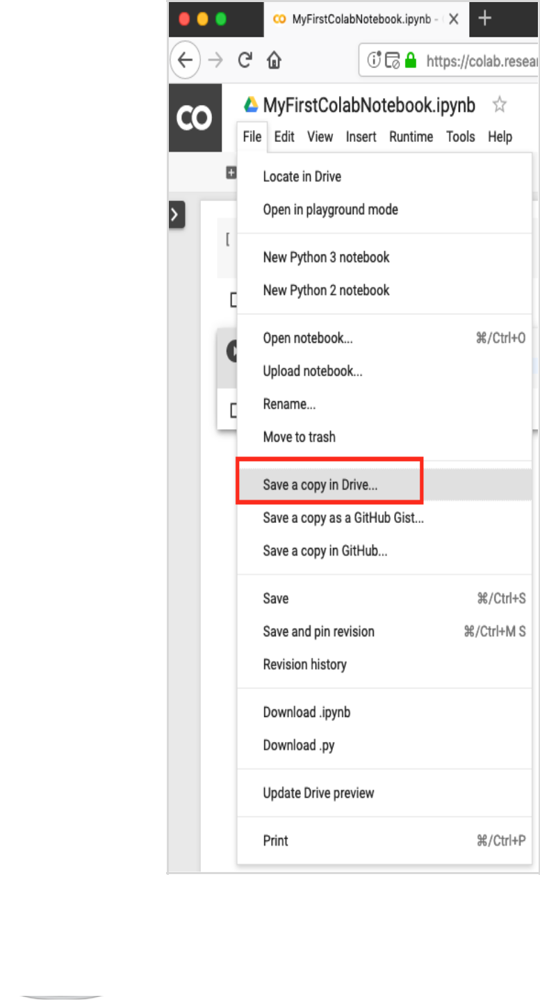 MyFirstColabNotebook.ipynb -
https://colab.resear
CO
MyFirstColabNotebook.ipynb
File Edit View Insert Runtime Tools Help
Locate in Drive
Open in playground mode
[
New Python 3 notebook
New Python 2 notebook
Open notebook... ⌘/Ctrl+O
Upload notebook...
Rename...
Move to trash
Save a copy in Drive...
Save a copy as a GitHub Gist...
Save a copy in GitHub...
Save ⌘/Ctrl+S
Save and pin revision ⌘/Ctrl+M S
Revision history
Download .ipynb
Download .py
Update Drive preview
Print ⌘/Ctrl+P